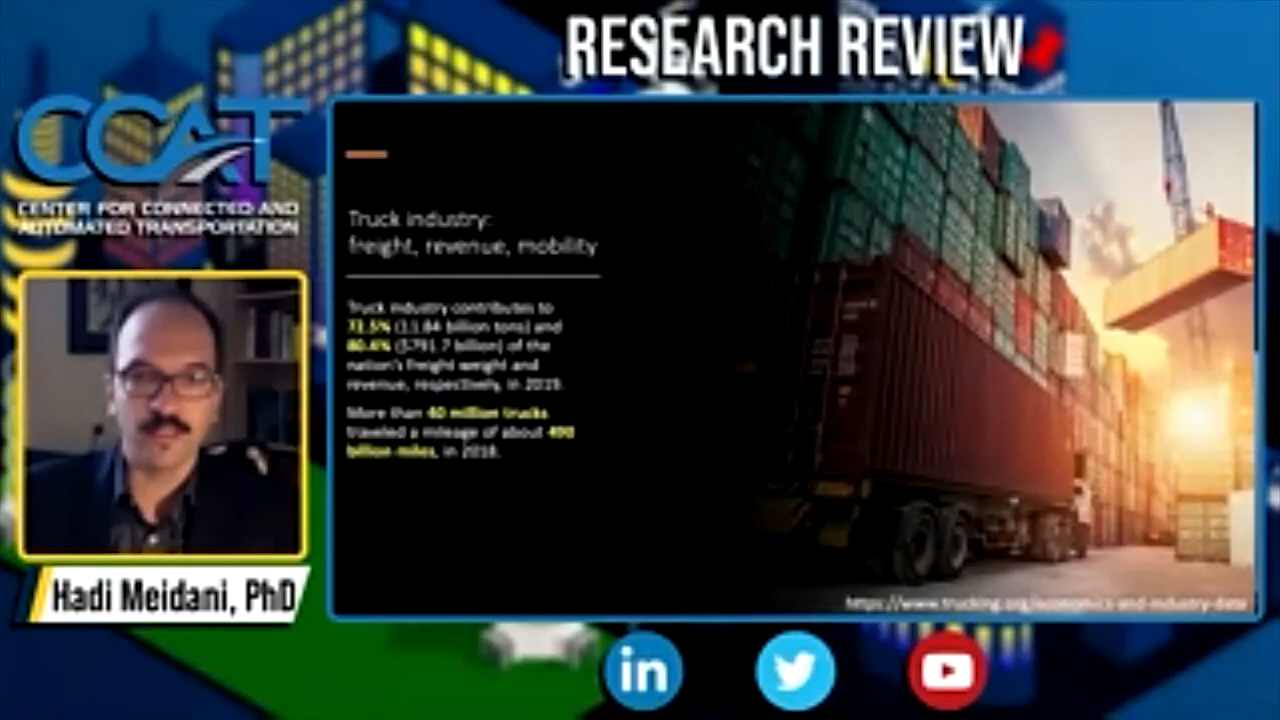 RESEARCH REVIEW
CCAT
CENTER FOR CONNECTED AND
AUTOMATED TRANSPORTATION
Truck industry:
freight, revenue, mobility
Truck industry contributes to
72.5% (11.84 billion tons) and
80.4% ($791.7 billion) of the
nation's freight weight and
revenue, respectively, in 2019.
More than 40 million trucks
traveled a mileage of about
billion miles, in 2018.
https://www.trucking.org/economics-and-industry-data
Hadi Meidani, PhD
in